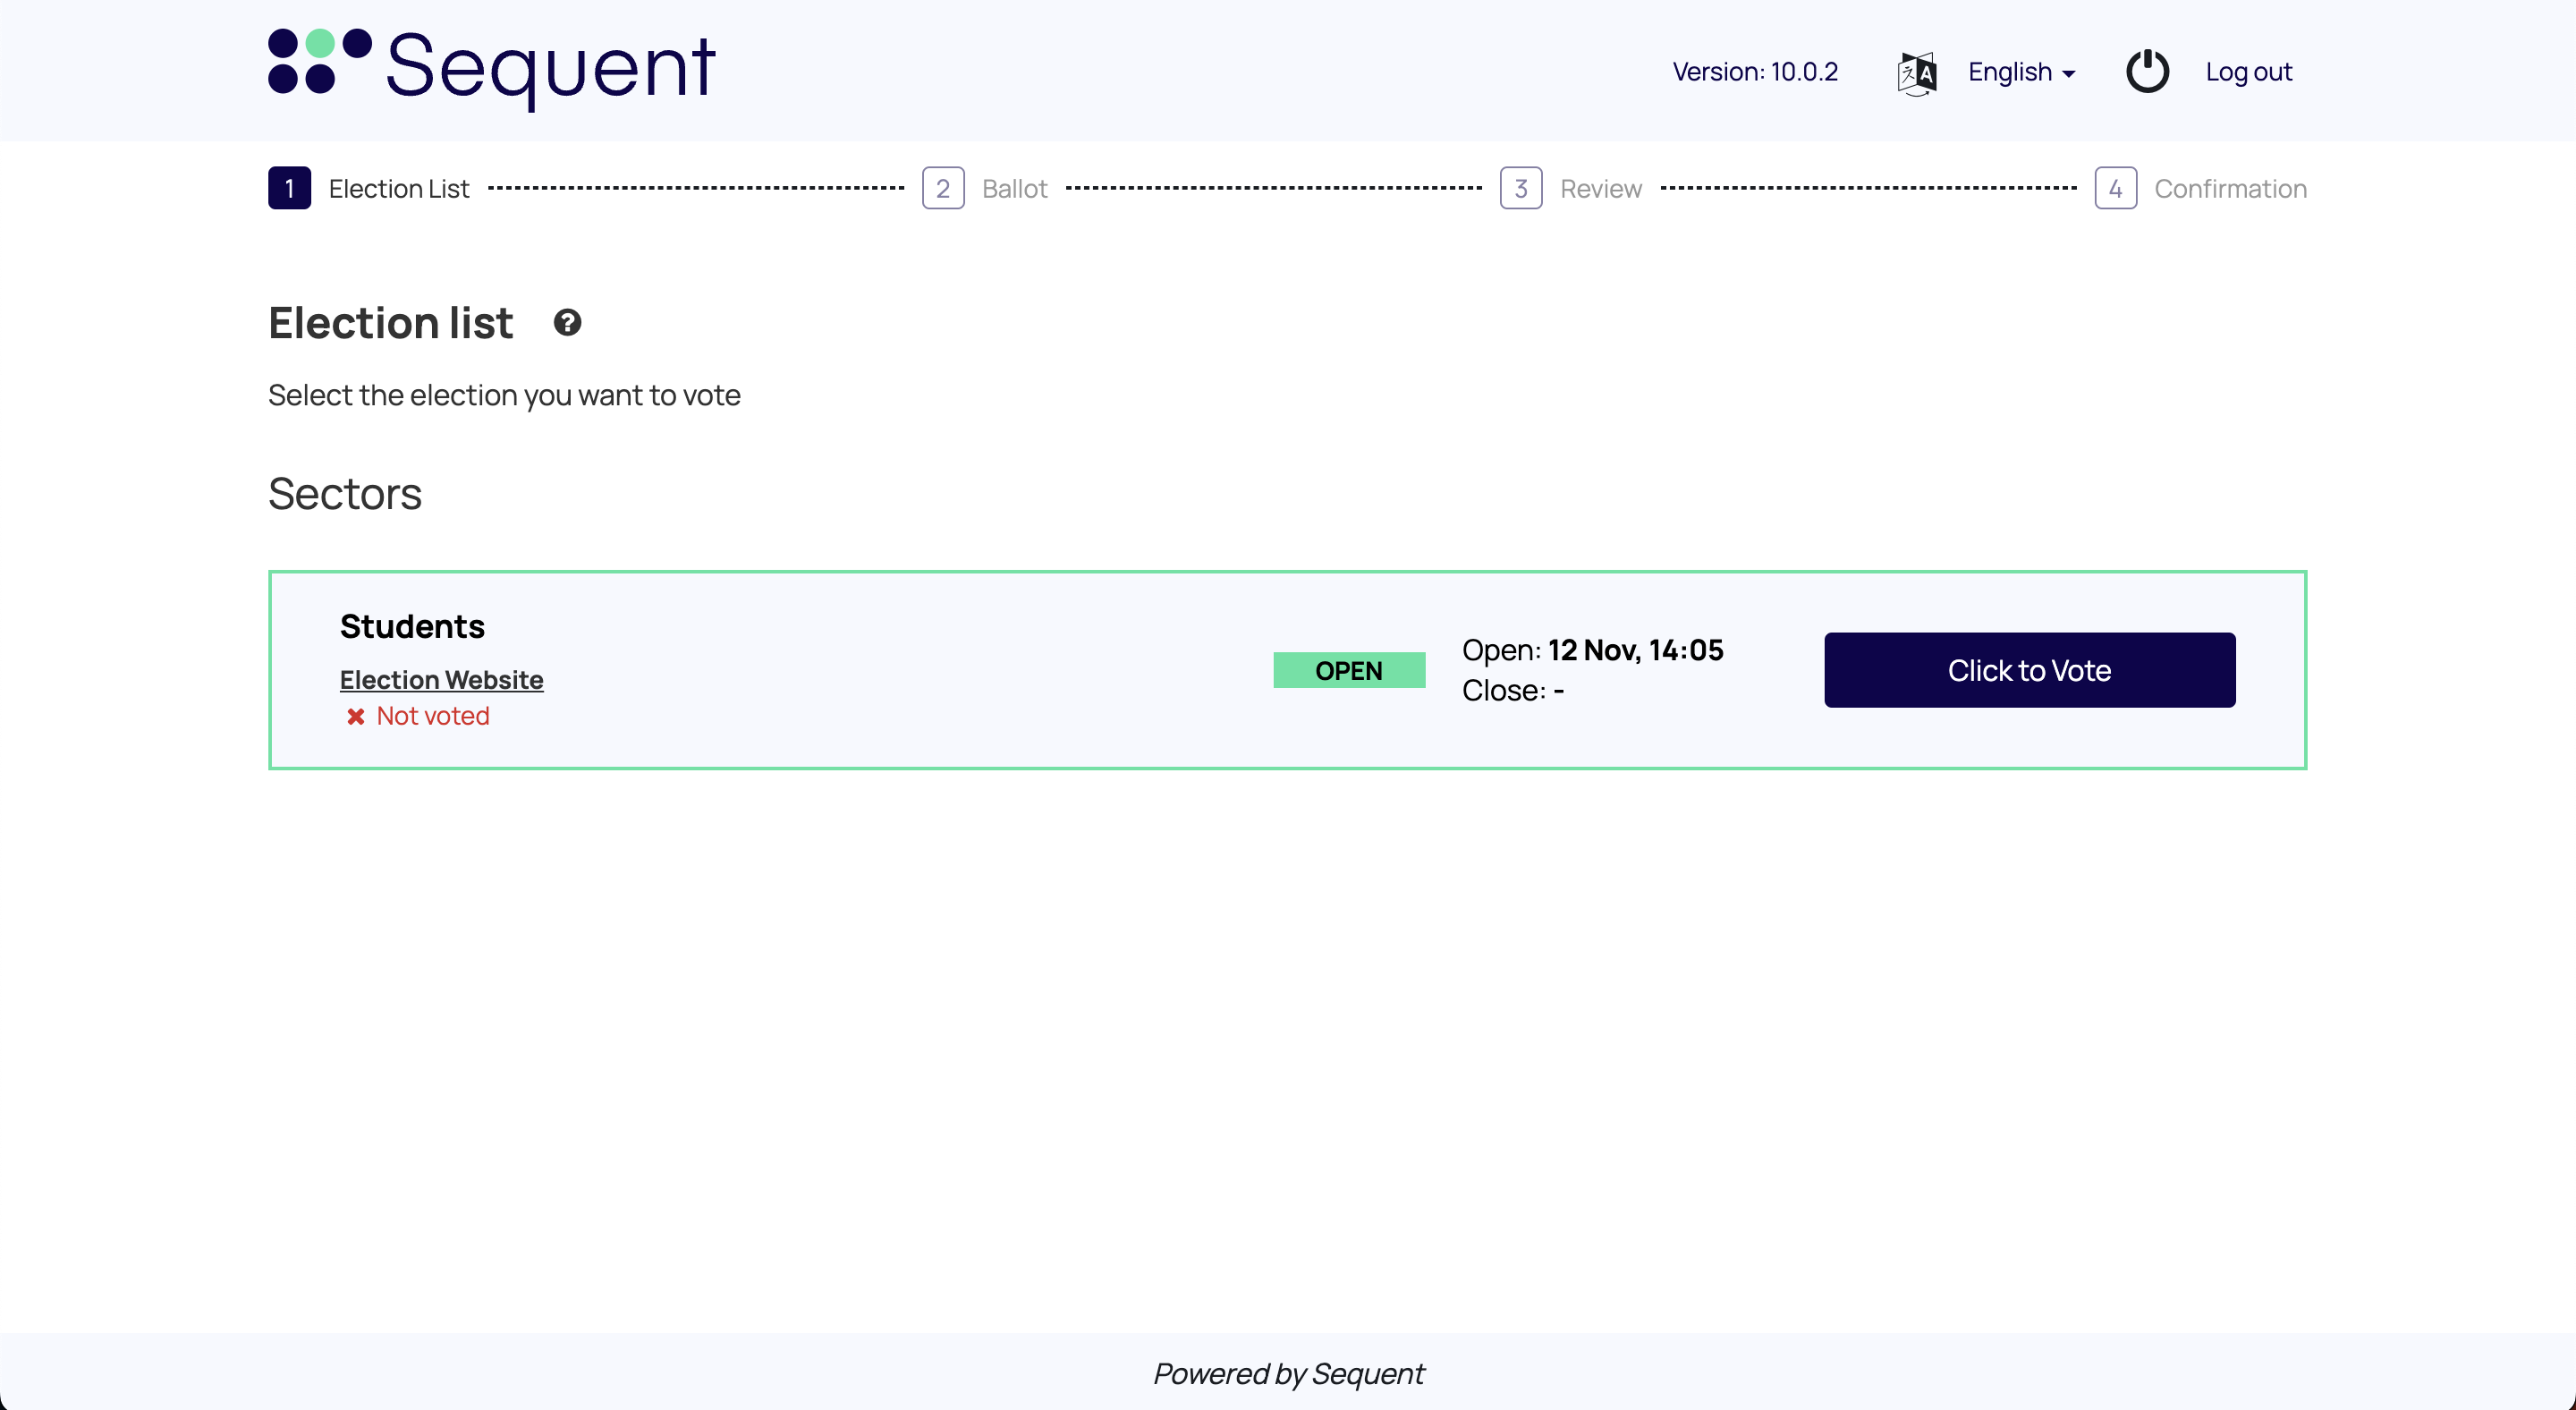 Sequent
Version: 10.0.2
English
Log out
1 Election List
2 Ballot
3 Review
4 Confirmation
Election list
Select the election you want to vote
Sectors
Students
Election Website
Not voted
OPEN
Open: 12 Nov, 14:05
Close: -
Click to Vote
Powered by Sequent